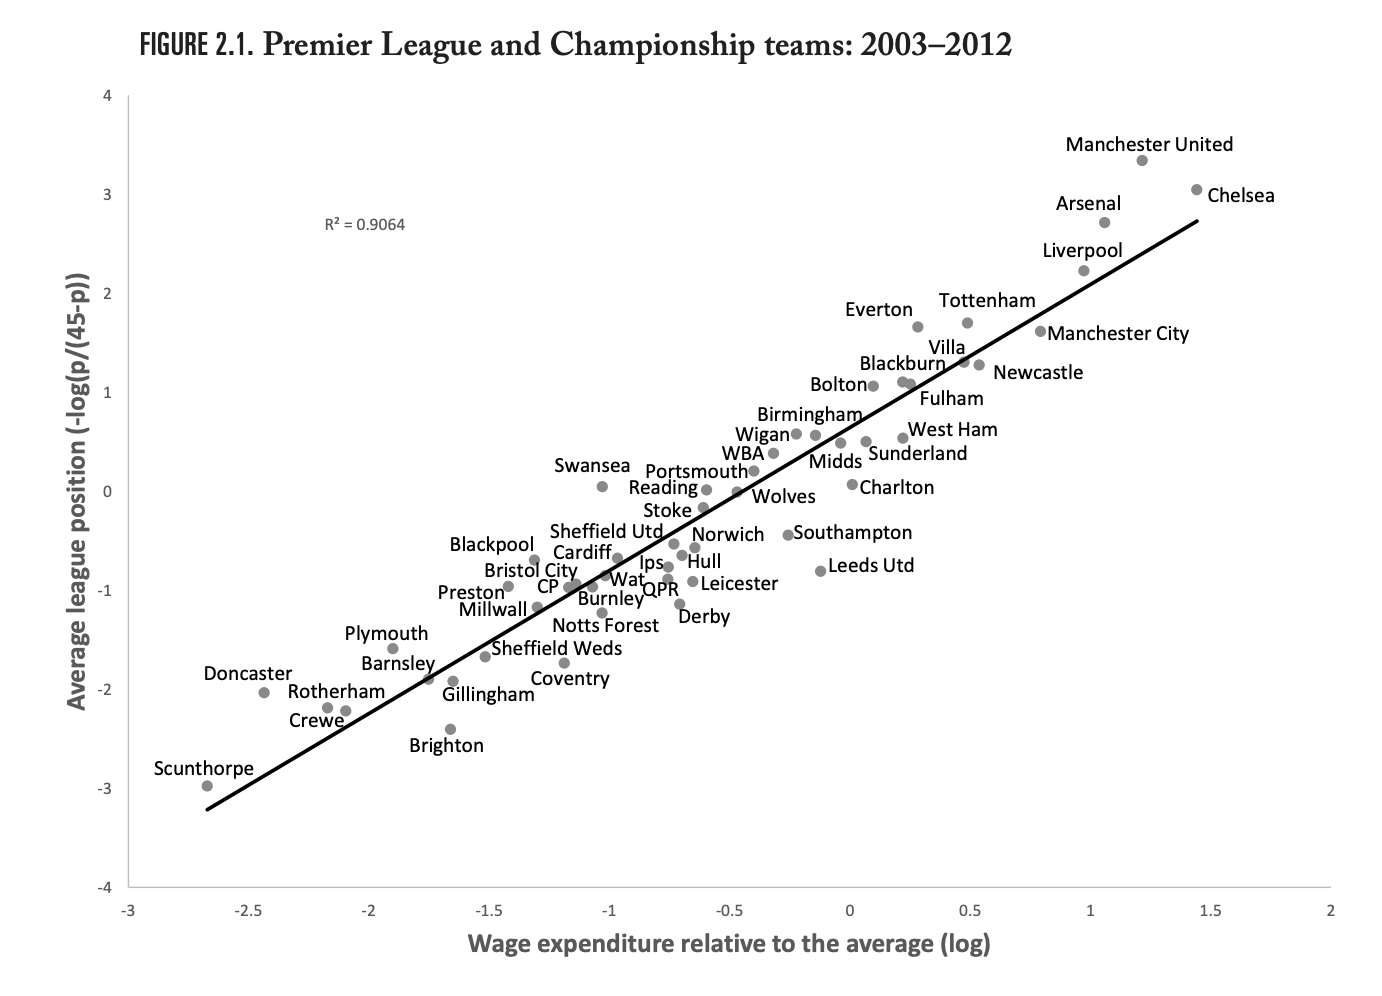 FIGURE 2.1. Premier League and Championship teams: 2003–2012
4
3
2
1
0
-1
-2
-3
-4
Average league position (-log(p/(45-p))
R² = 0.9064
Manchester United
Chelsea
Arsenal
Liverpool
Tottenham
Everton
Manchester City
Villa
Blackburn
Newcastle
Bolton
Fulham
Birmingham
West Ham
Wigan
WBA
Sunderland
Midds
Swansea
Portsmouth
Reading
Charlton
Wolves
Stoke
Sheffield Utd
Norwich
Southampton
Blackpool
Cardiff
Ips
Hull
Leeds Utd
Bristol City
Wat
CP
QPR
Leicester
Preston
Burnley
Millwall
Derby
Notts Forest
Plymouth
Sheffield Weds
Barnsley
Coventry
Doncaster
Rotherham
Gillingham
Crewe
Brighton
Scunthorpe
-3 -2.5 -2 -1.5 -1 -0.5 0 0.5 1 1.5 2
Wage expenditure relative to the average (log)